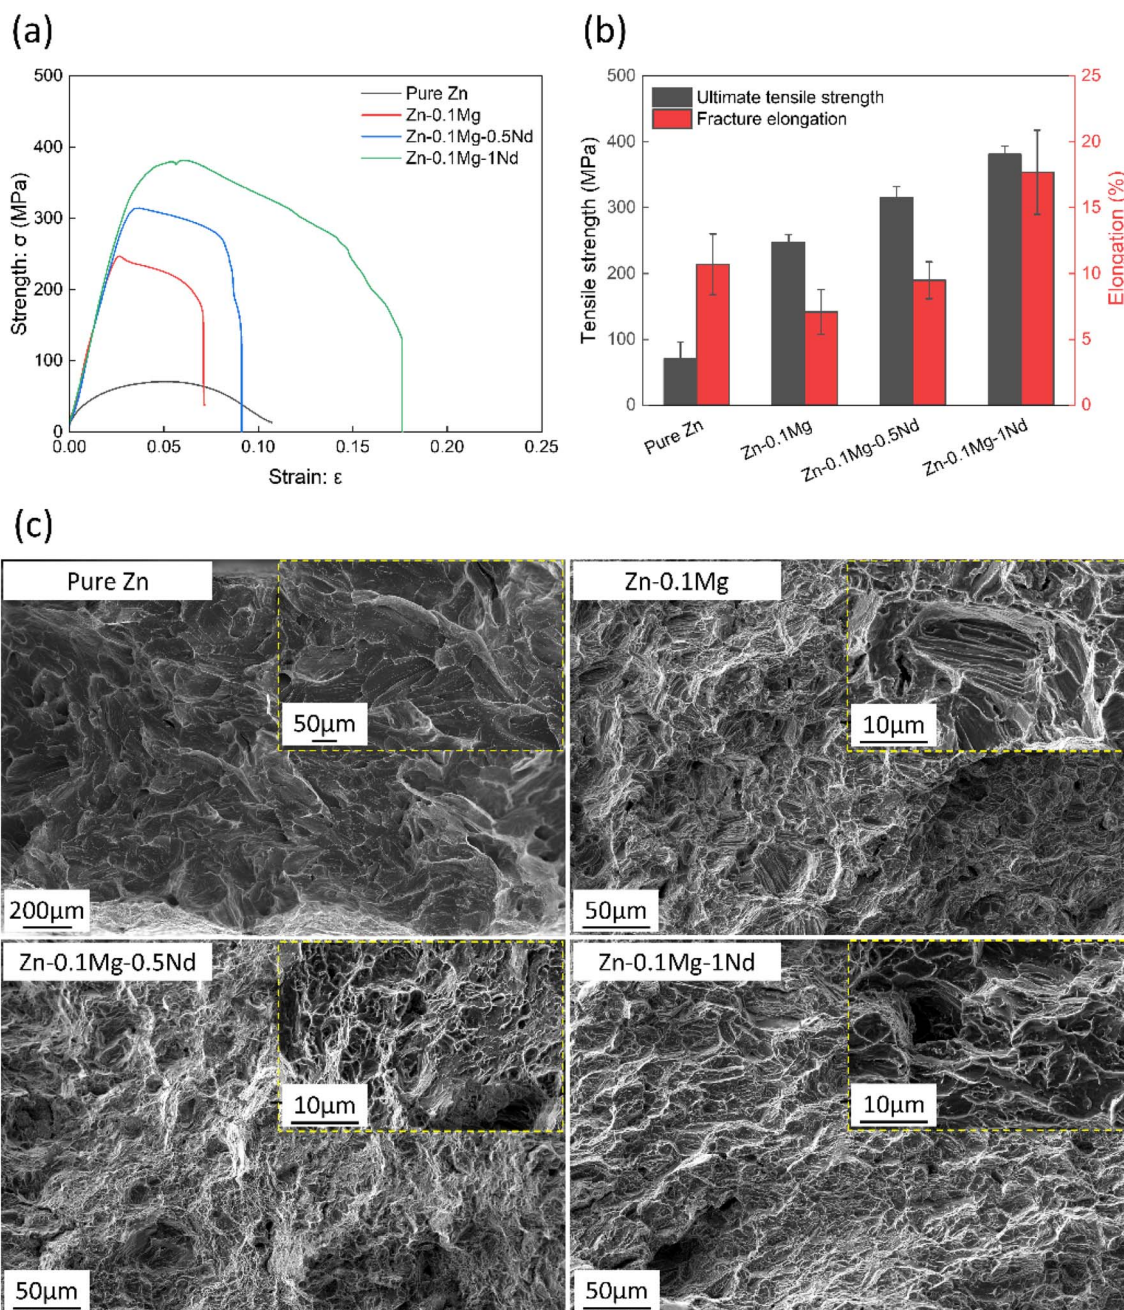 (a)
500
400
300
200
100
0
Strength: σ (MPa)
0.00
0.05
0.10
0.15
0.20
0.25
Strain: ε
Pure Zn
Zn-0.1Mg
Zn-0.1Mg-0.5Nd
Zn-0.1Mg-1Nd
(b)
500
400
300
200
100
0
Tensile strength (MPa)
Ultimate tensile strength
Fracture elongation
25
20
15
10
5
0
Elongation (%)
Pure Zn
Zn-0.1Mg
Zn-0.1Mg-0.5Nd
Zn-0.1Mg-1Nd
(c)
Pure Zn
50μm
200μm
Zn-0.1Mg
10μm
50μm
Zn-0.1Mg-0.5Nd
10μm
50μm
Zn-0.1Mg-1Nd
10μm
50μm